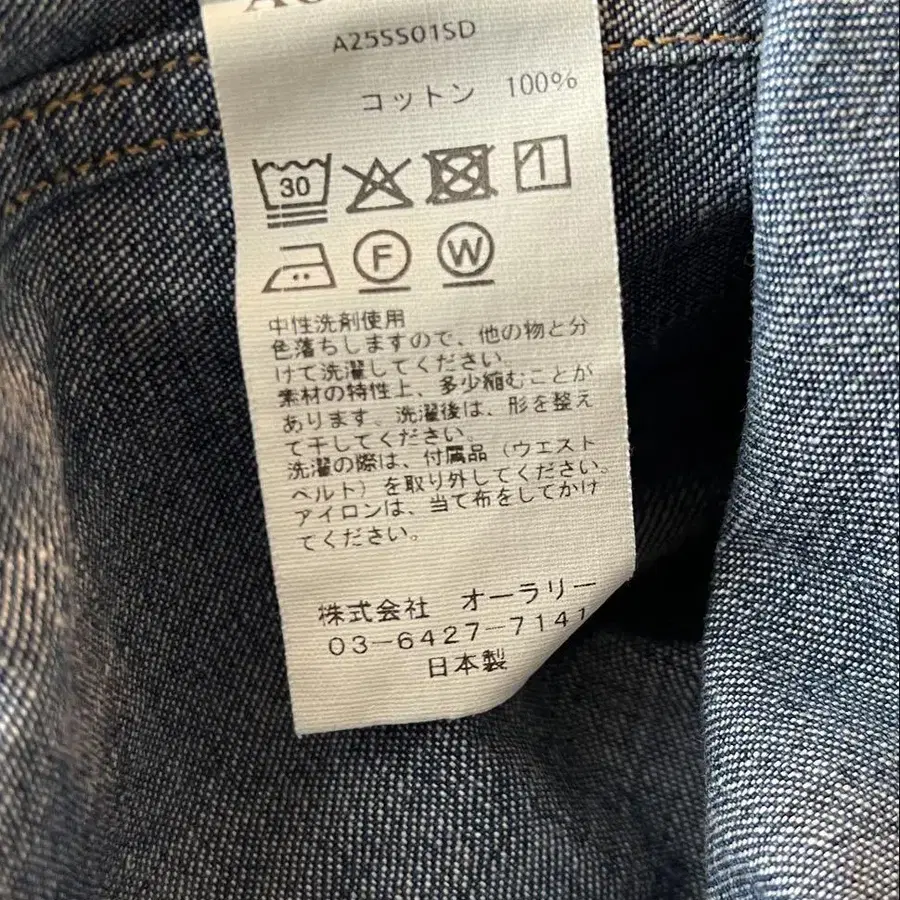 A25SS01SD
コットン 100%
30
1
F
W
中性洗剤使用
色落ちしますので、他の物と分
けて洗濯してください。
素材の特性上、多少縮むことが
あります。洗濯後は、形を整え
て干してください。
洗濯の際は、付属品（ウエスト
ベルト）を取り外してください。
アイロンは、当て布をしてかけ
てください。
株式会社 オーラリー
03-6427-7141
日本製